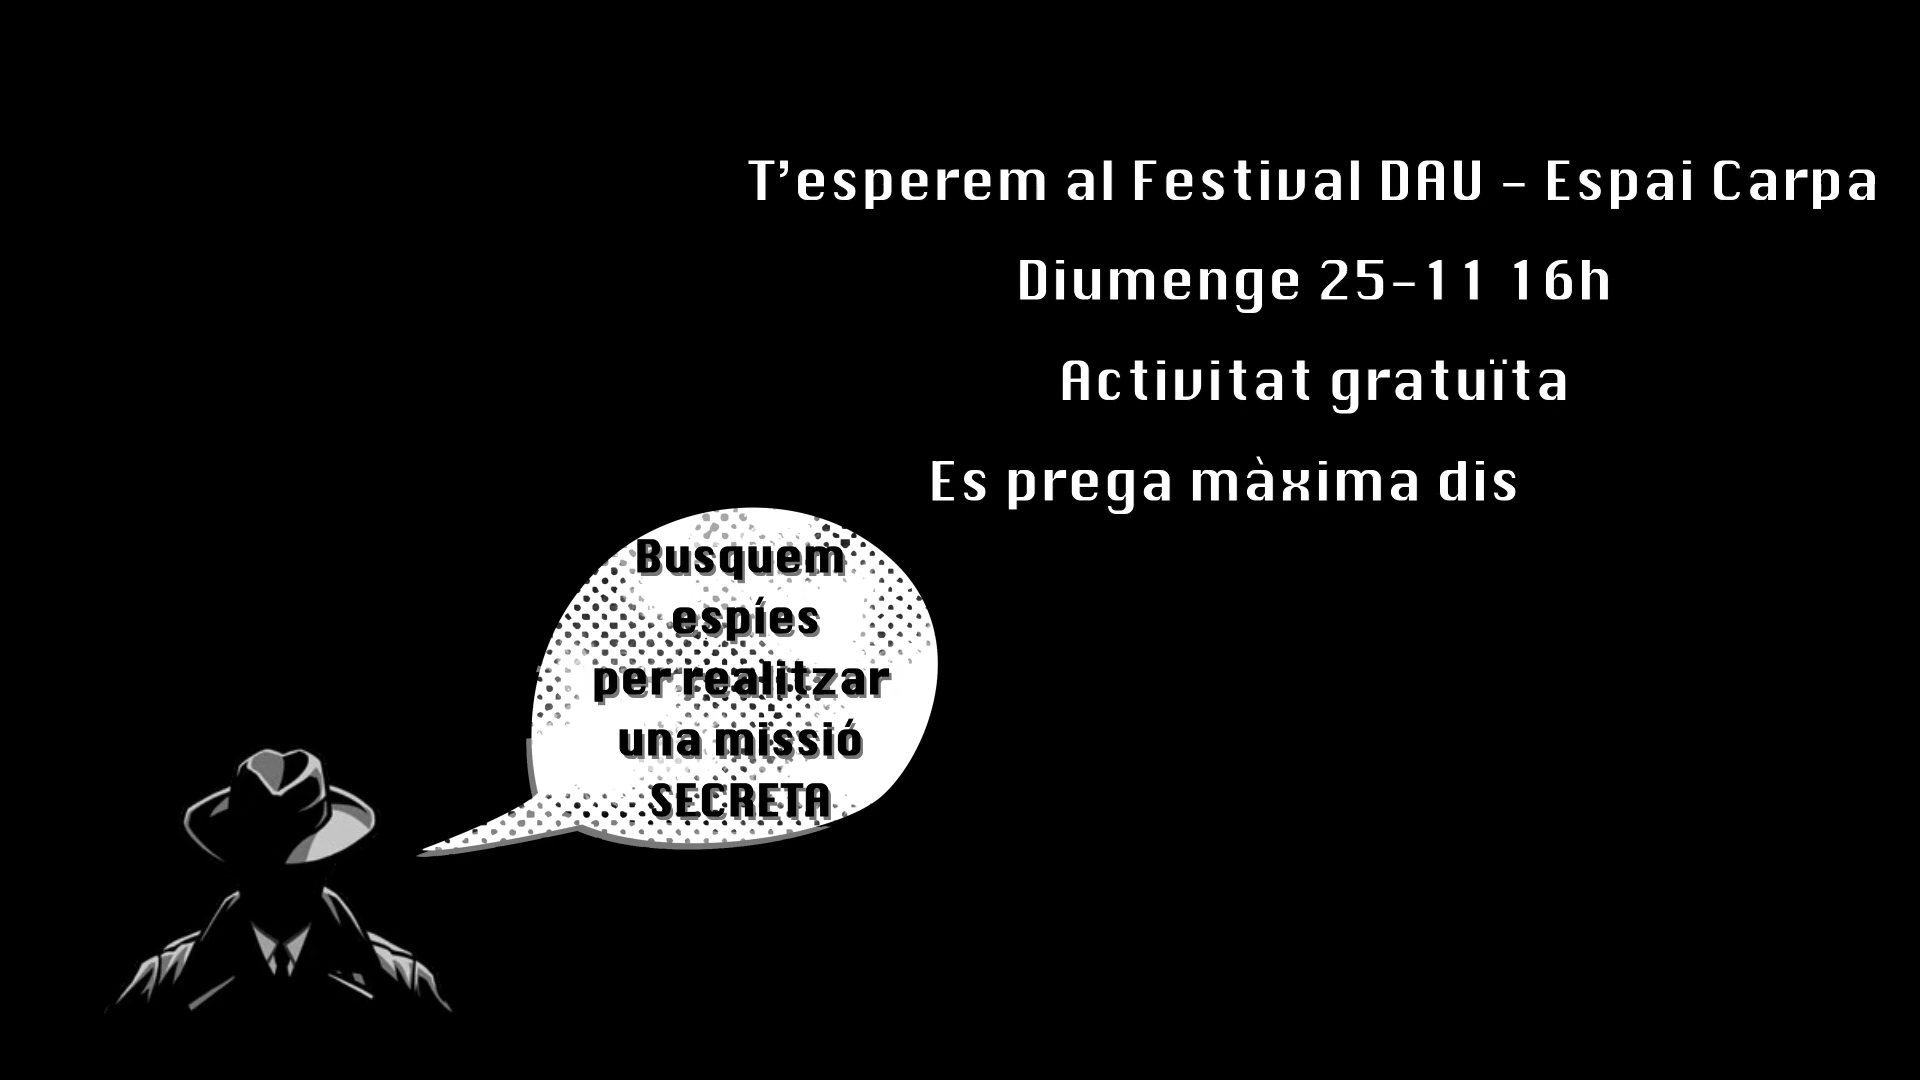 T’esperem al Festival DAU - Espai Carpa
Diumenge 25-11 16h
Activitat gratuïta
Es prega màxima dis
Busquem
espíes
per realitzar
una missió
SECRETA